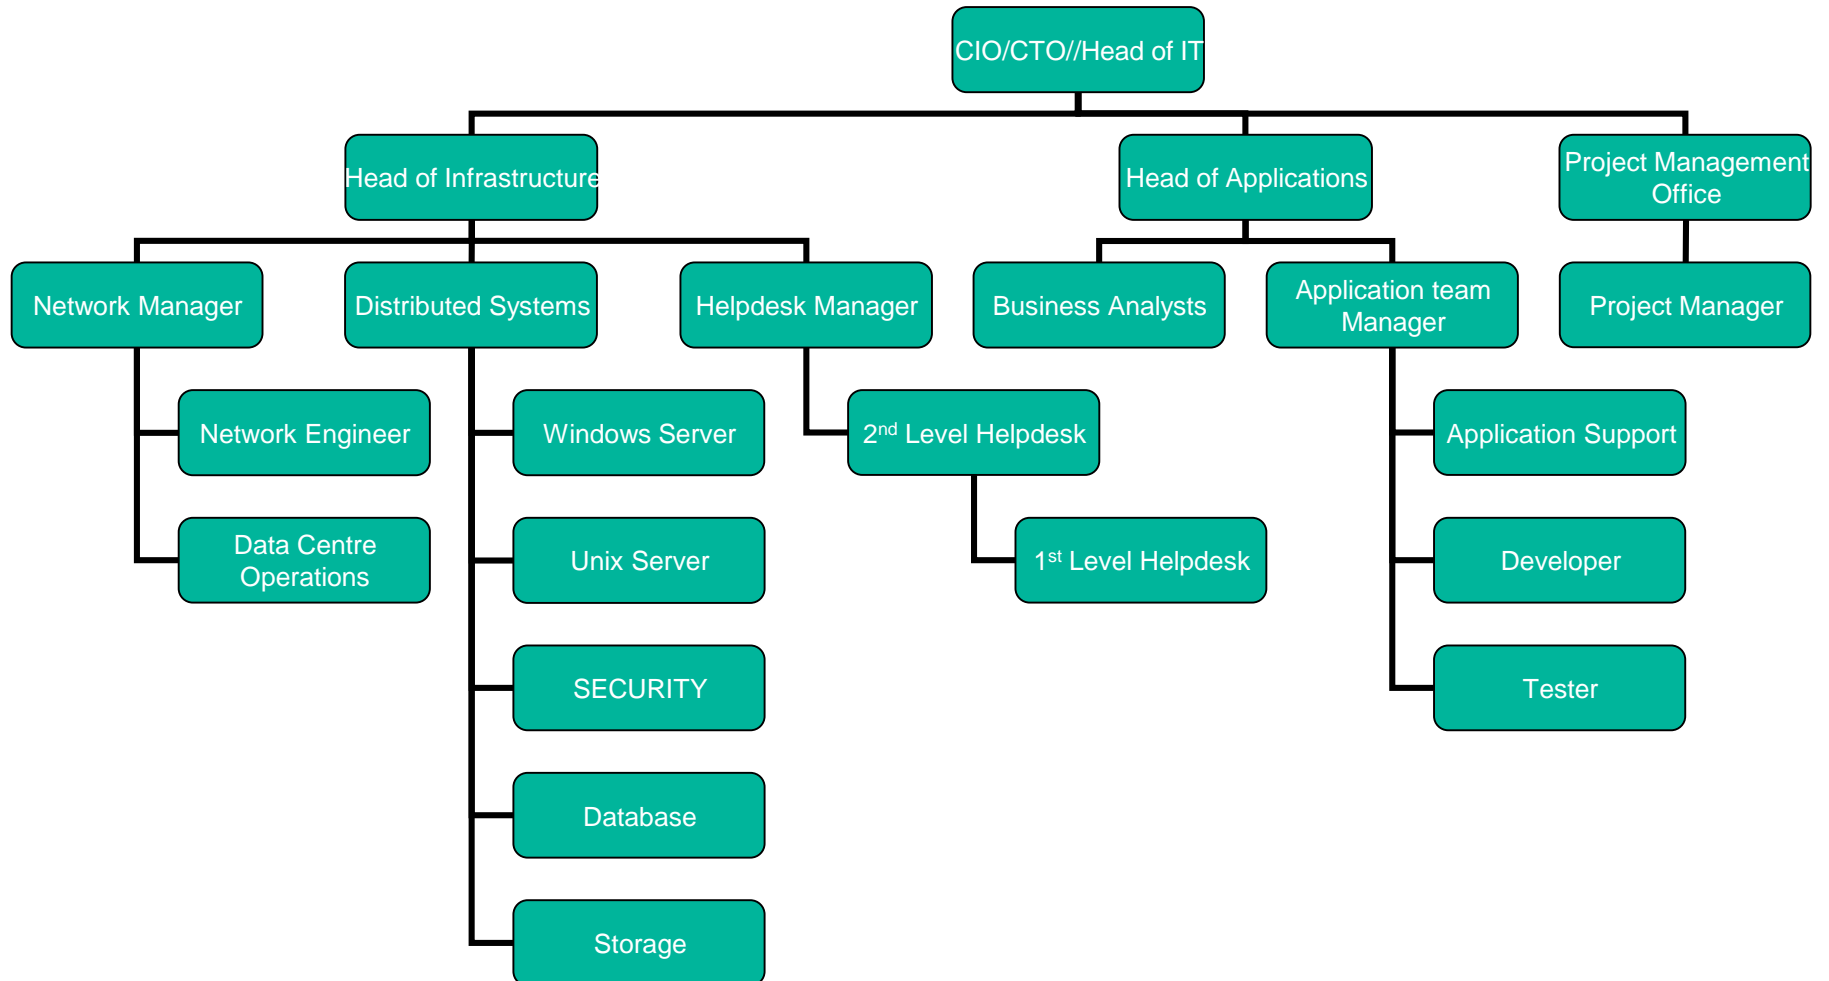 CIO/CTO//Head of IT
Head of Infrastructure
Head of Applications
Project Management
Office
Network Manager
Distributed Systems
Helpdesk Manager
Business Analysts
Application team
Manager
Project Manager
Network Engineer
Windows Server
2nd Level Helpdesk
Application Support
Data Centre
Operations
Unix Server
1st Level Helpdesk
Developer
SECURITY
Tester
Database
Storage